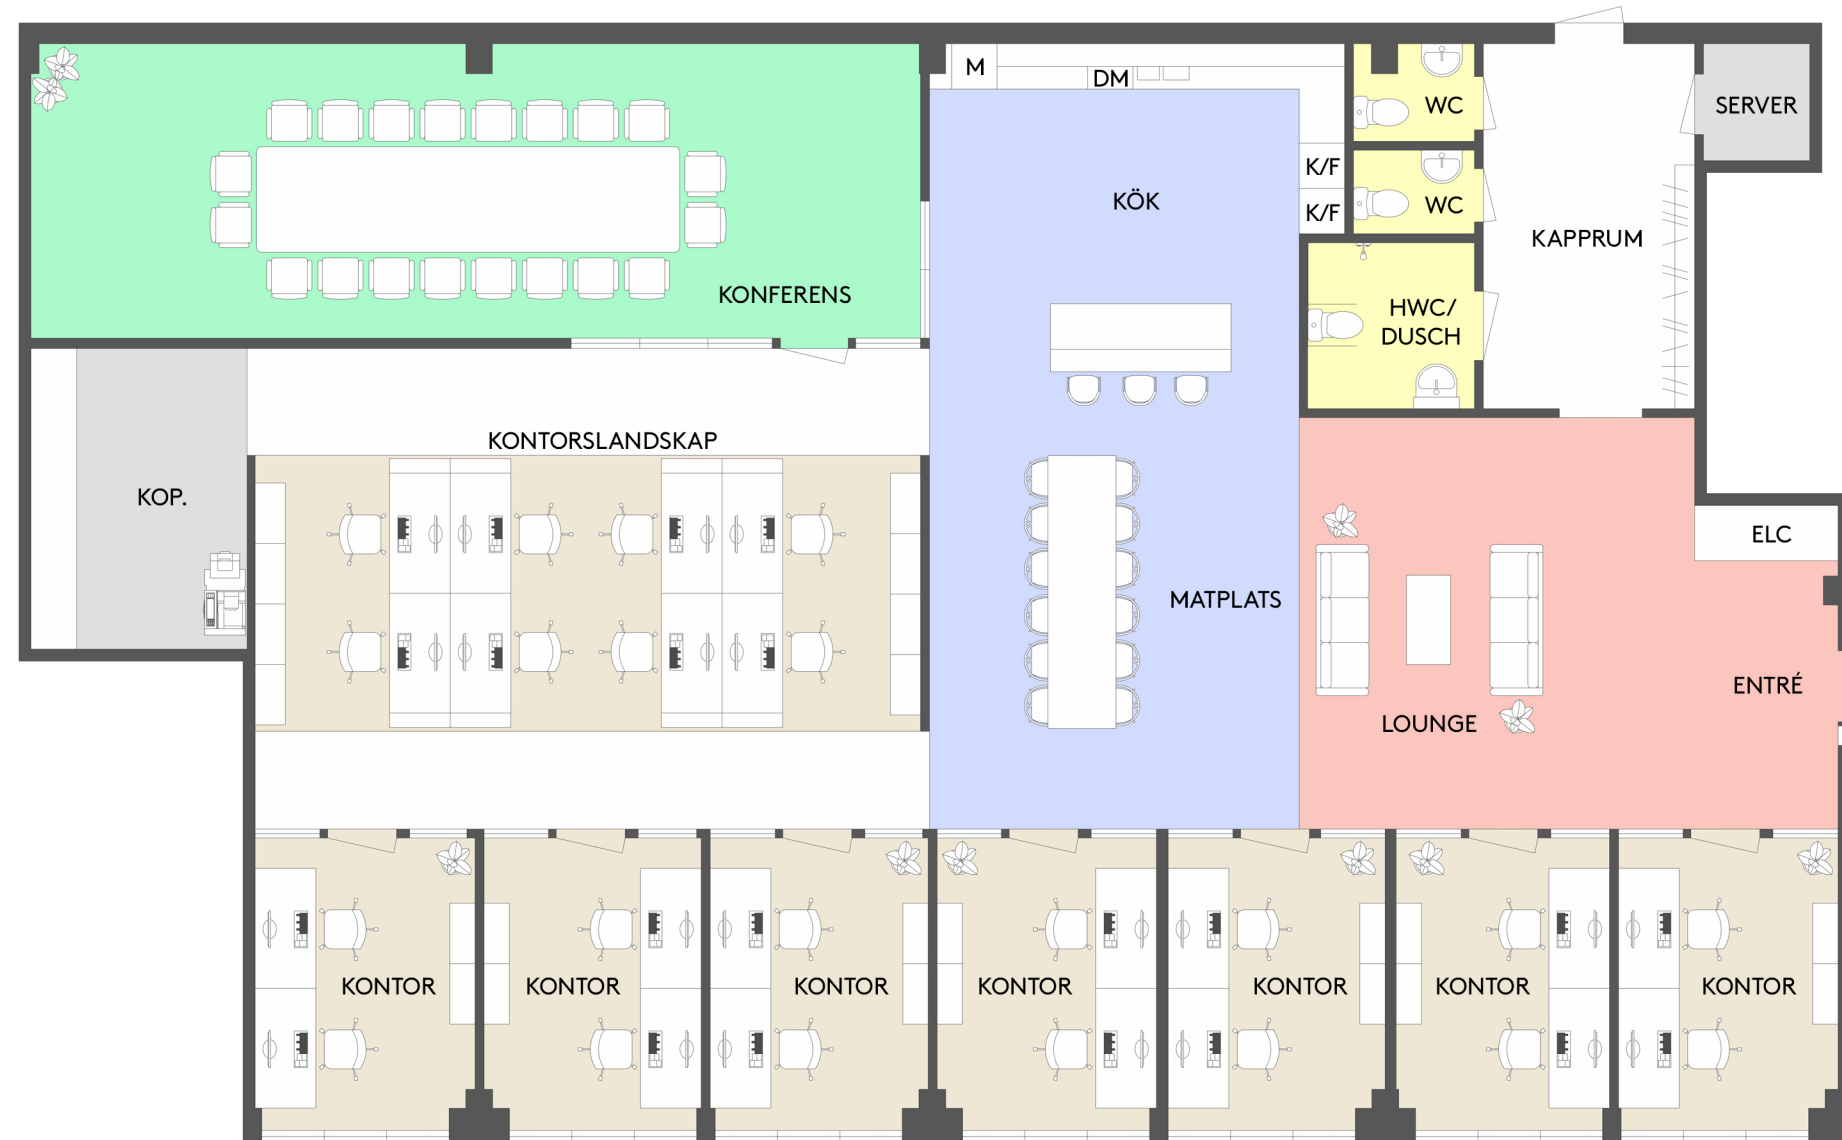 M
DM
WC
SERVER
K/F
K/F
WC
KÖK
KAPPRUM
KONFERENS
HWC/
DUSCH
KONTORSLANDSKAP
KOP.
ELC
MATPLATS
ENTRÉ
LOUNGE
KONTOR
KONTOR
KONTOR
KONTOR
KONTOR
KONTOR
KONTOR